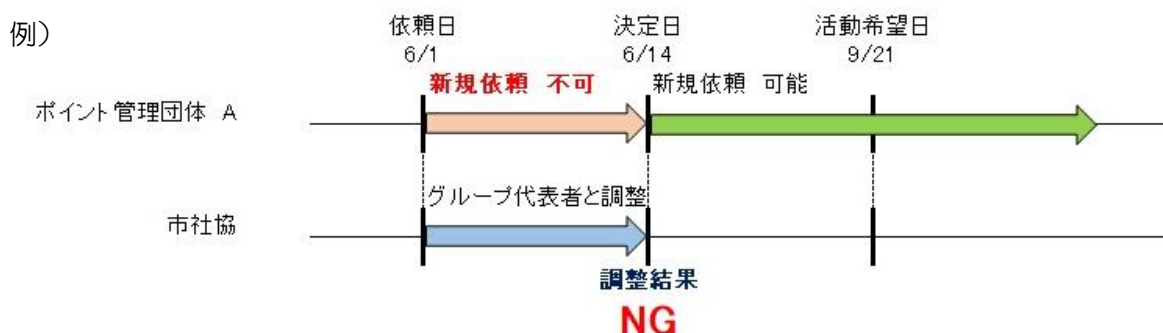 例）
依頼日 決定日 活動希望日
6/1 6/14 9/21
新規依頼 不可 新規依頼 可能
ポイント管理団体 A
グループ代表者と調整
市社協
調整結果
NG